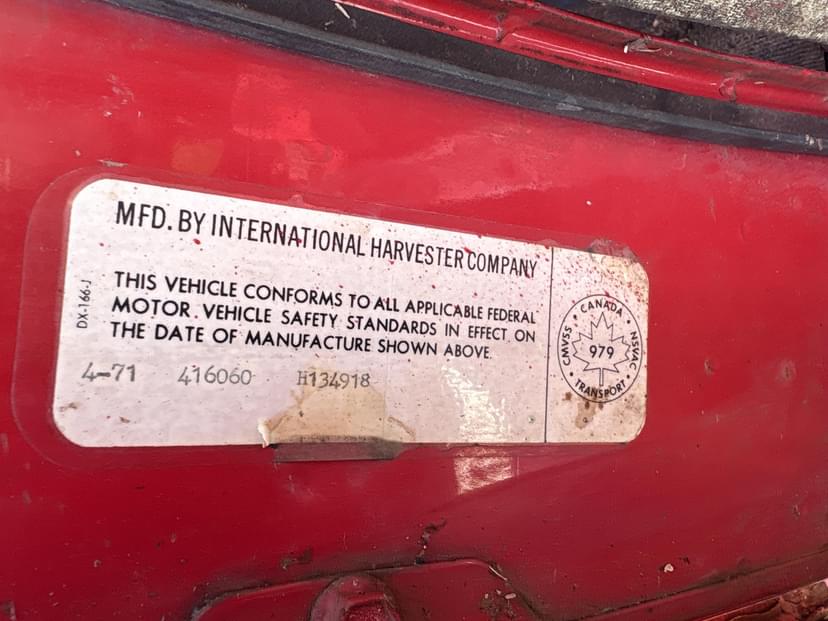 MFD. BY INTERNATIONAL HARVESTER COMPANY
THIS VEHICLE CONFORMS TO ALL APPLICABLE FEDERAL
MOTOR VEHICLE SAFETY STANDARDS IN EFFECT ON
THE DATE OF MANUFACTURE SHOWN ABOVE.
4-71 416060 H134918
DX-166-J
CANADA
CMVSS
979
NSVAC
TRANSPORT